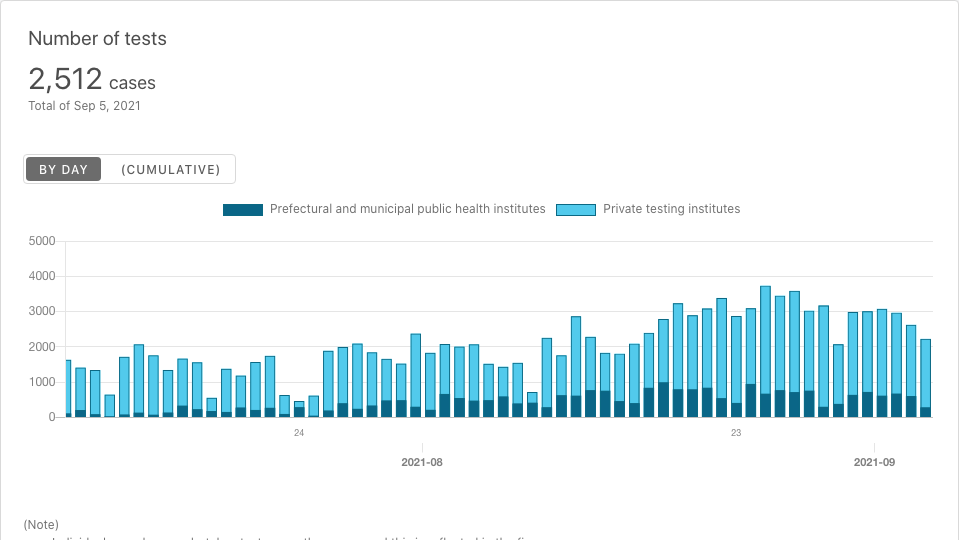 Number of tests
2,512 cases
Total of Sep 5, 2021
BY DAY (CUMULATIVE)
Prefectural and municipal public health institutes Private testing institutes
5000
4000
3000
2000
1000
0
24 23
2021-08 2021-09
(Note)